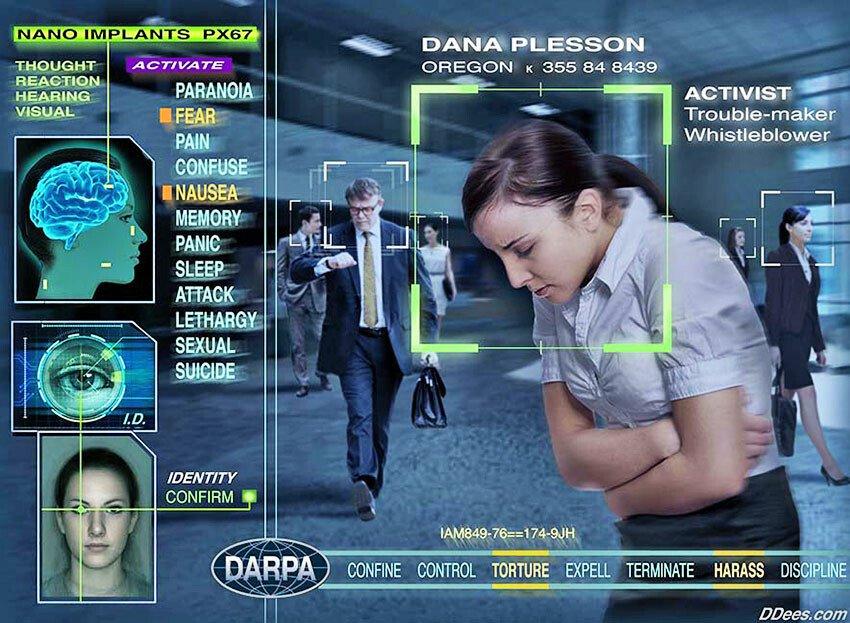 NANO IMPLANTS PX67
THOUGHT
REACTION
HEARING
VISUAL
ACTIVATE
PARANOIA
FEAR
PAIN
CONFUSE
NAUSEA
MEMORY
PANIC
SLEEP
ATTACK
LETHARGY
SEXUAL
SUICIDE
I.D.
IDENTITY
CONFIRM
DANA PLESSON
OREGON K 355 84 8439
ACTIVIST
Trouble-maker
Whistleblower
IAM849-76==174-9JH
DARPA CONFINE CONTROL TORTURE EXPELL TERMINATE HARASS DISCIPLINE
DDees.com